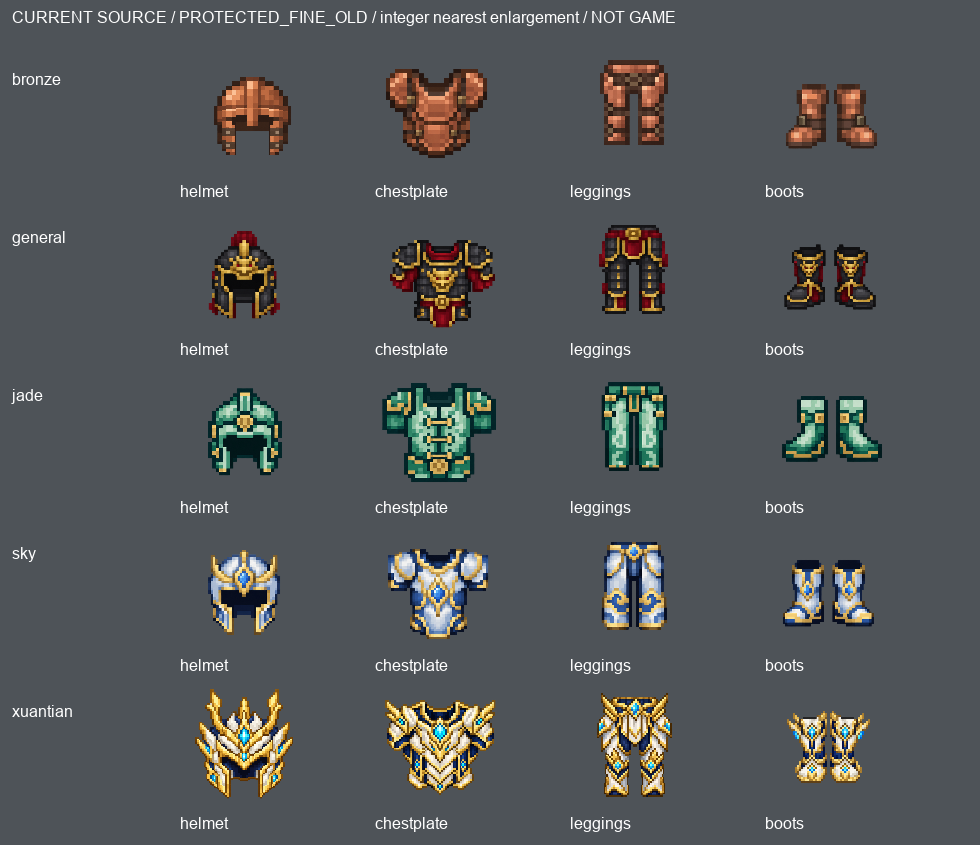 CURRENT SOURCE / PROTECTED_FINE_OLD / integer nearest enlargement / NOT GAME
bronze
helmet chestplate leggings boots
general
helmet chestplate leggings boots
jade
helmet chestplate leggings boots
sky
helmet chestplate leggings boots
xuantian
helmet chestplate leggings boots